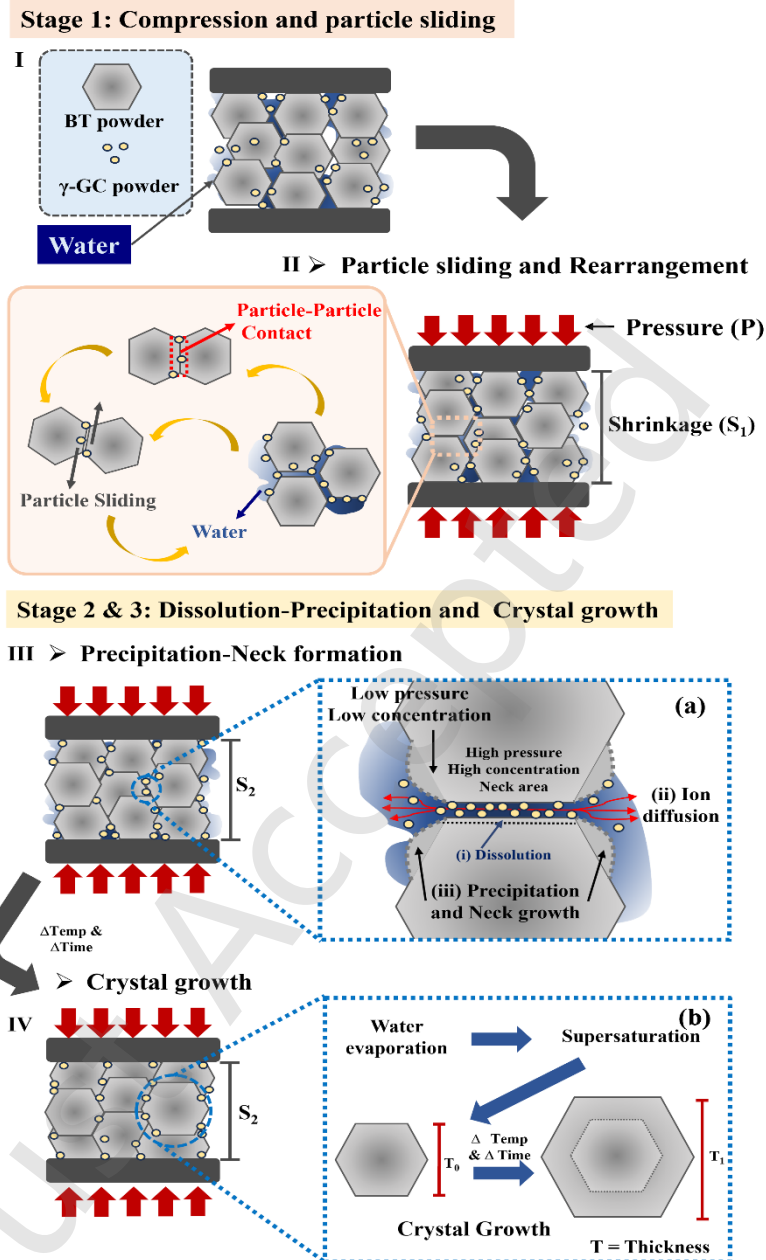 Stage 1: Compression and particle sliding
I
BT powder
γ-GC powder
Water
II ➢ Particle sliding and Rearrangement
Particle-Particle
Contact
Particle Sliding
Water
Pressure (P)
Shrinkage (S₁)
Stage 2 & 3: Dissolution-Precipitation and Crystal growth
III ➢ Precipitation-Neck formation
S₂
(a)
Low pressure
Low concentration
High pressure
High concentration
Neck area
(ii) Ion
diffusion
(i) Dissolution
(iii) Precipitation
and Neck growth
ΔTemp &
ΔTime
➢ Crystal growth
IV
S₂
(b)
Water
evaporation
Supersaturation
T₀
Δ Temp
& Δ Time
T₁
Crystal Growth
T = Thickness
ust Accepted